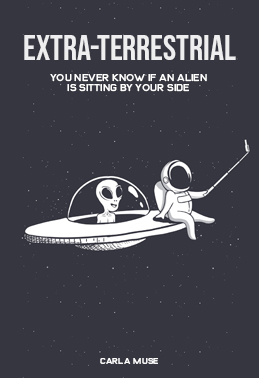 EXTRA-TERRESTRIAL
YOU NEVER KNOW IF AN ALIEN
IS SITTING BY YOUR SIDE
CARLA MUSE